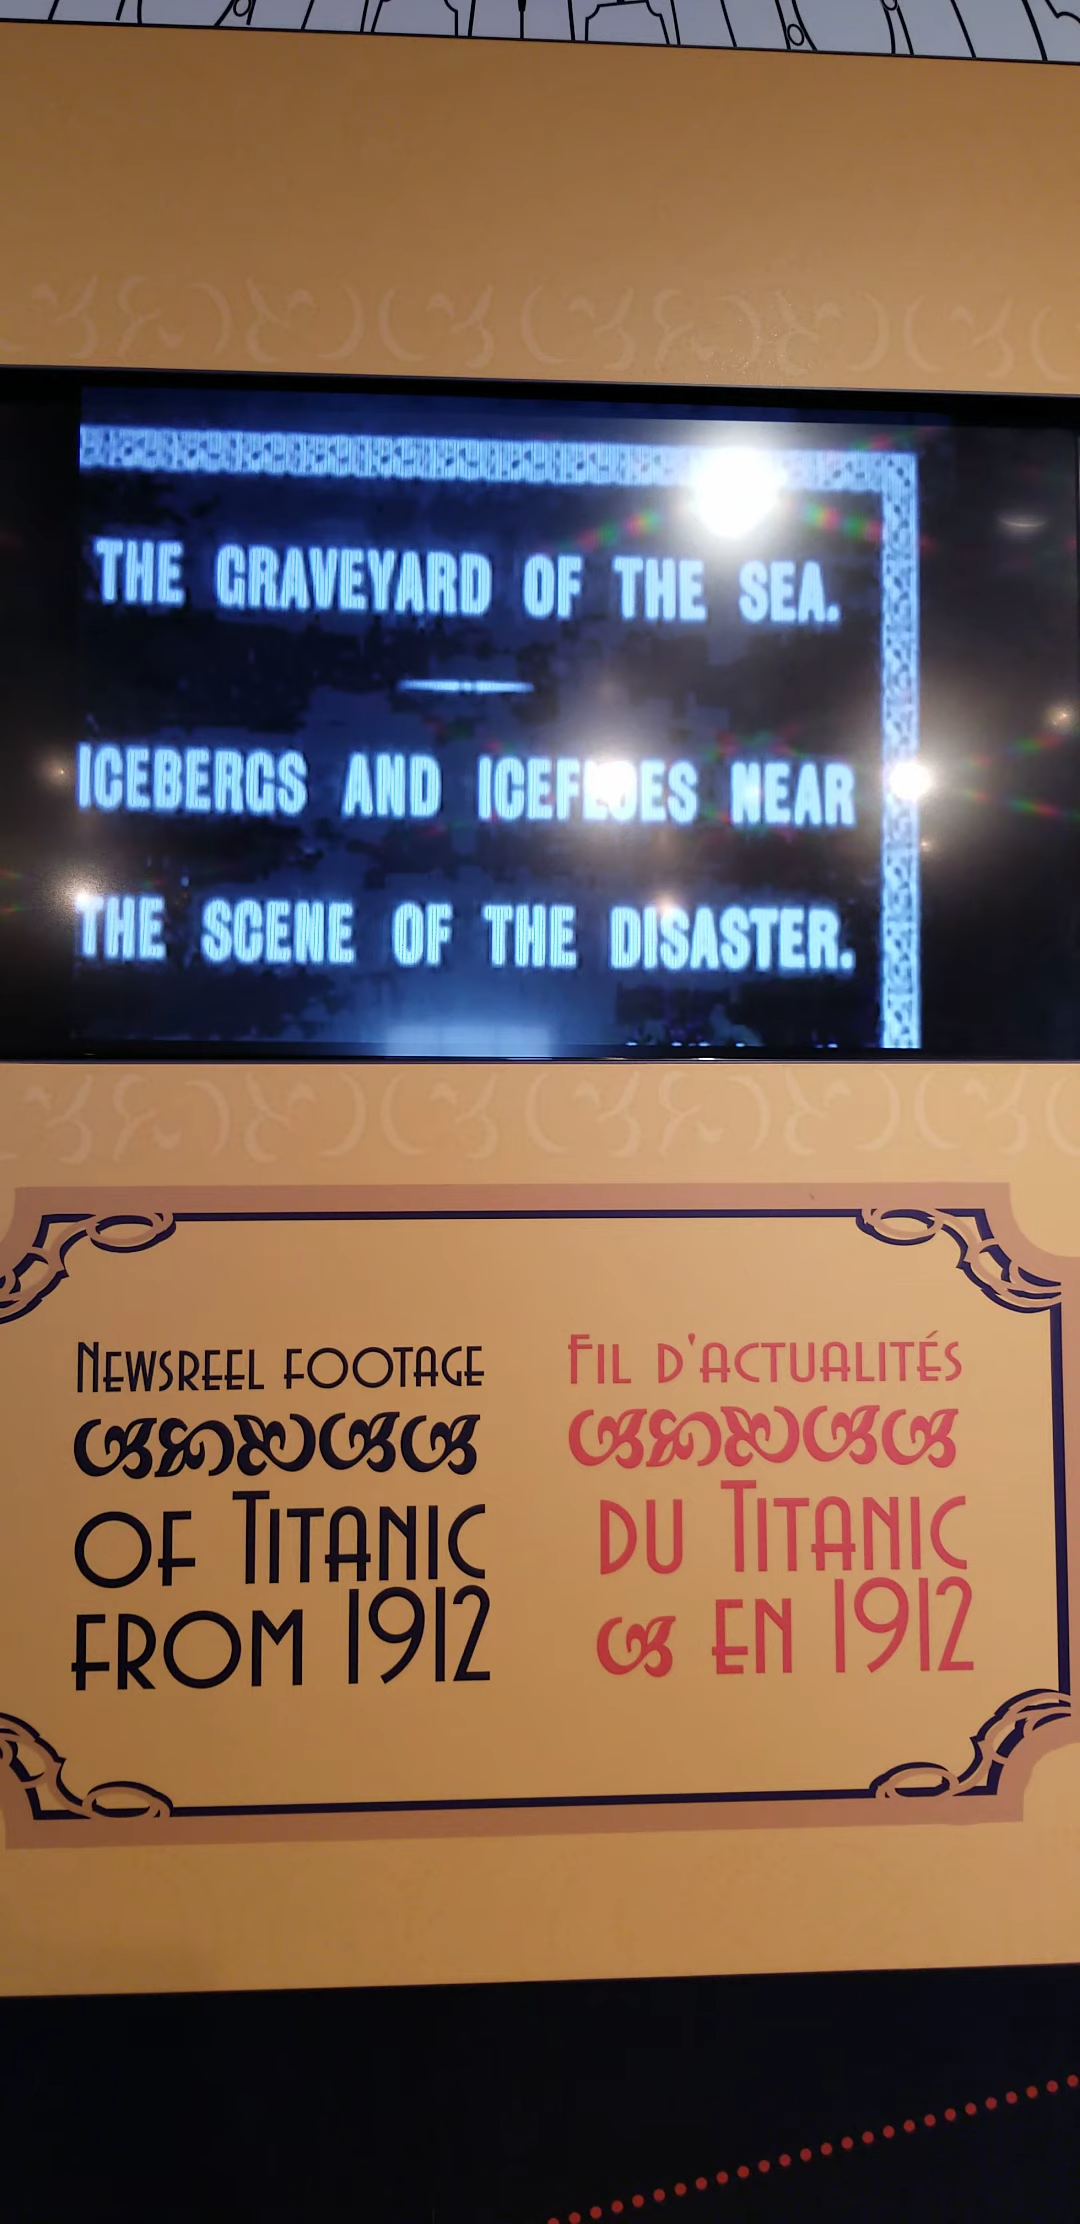 THE GRAVEYARD OF THE SEA.
ICEBERGS AND ICEFLOES NEAR
THE SCENE OF THE DISASTER.
NEWSREEL FOOTAGE
OF TITANIC
FROM 1912
FIL D'ACTUALITÉS
DU TITANIC
EN 1912